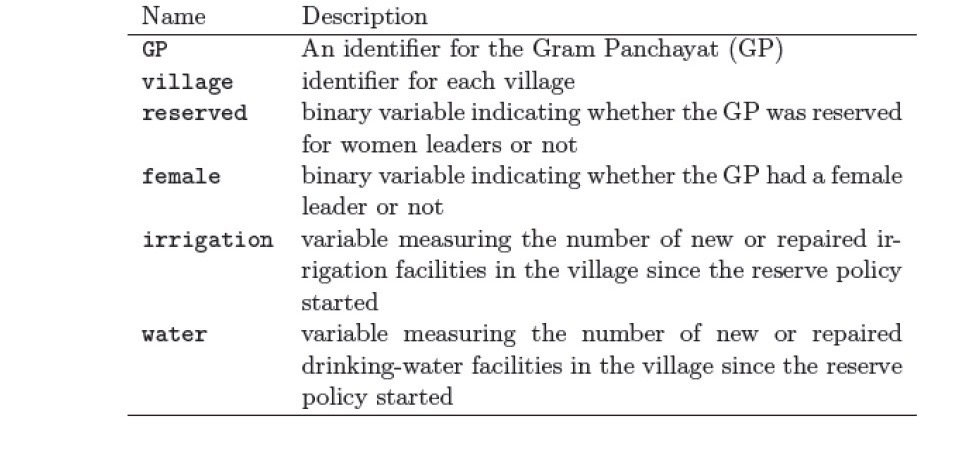 Name Description
GP An identifier for the Gram Panchayat (GP)
village identifier for each village
reserved binary variable indicating whether the GP was reserved
for women leaders or not
female binary variable indicating whether the GP had a female
leader or not
irrigation variable measuring the number of new or repaired ir-
rigation facilities in the village since the reserve policy
started
water variable measuring the number of new or repaired
drinking-water facilities in the village since the reserve
policy started